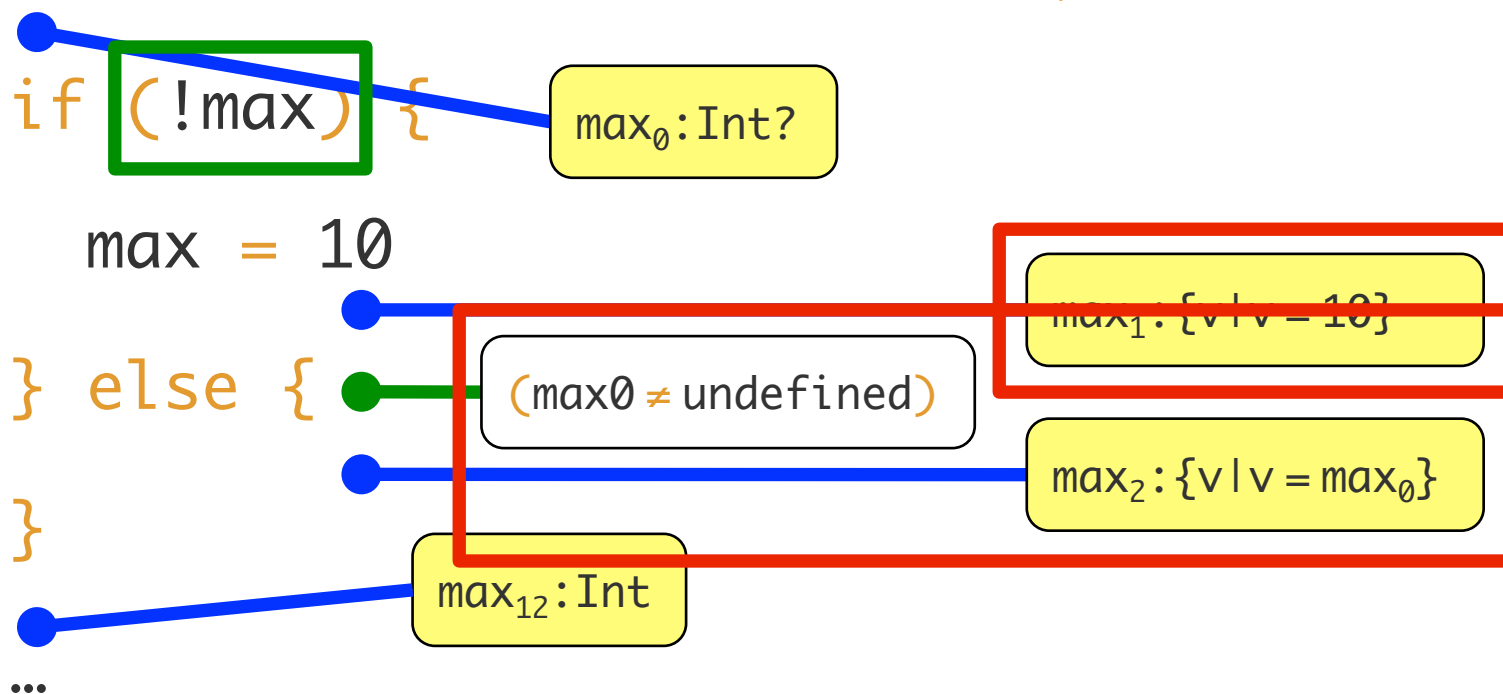 if (!max) {
max₀:Int?
max = 10
max₁:{v|v = 10}
} else {
(max0 ≠ undefined)
max₂:{v|v = max₀}
}
max₁₂:Int
…